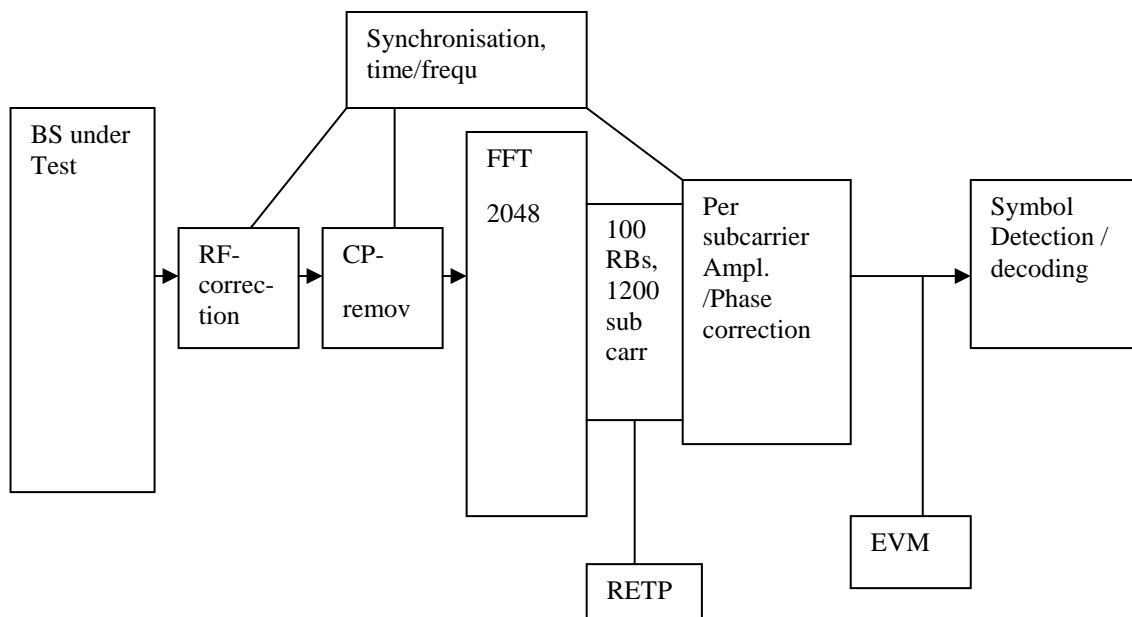 Synchronisation,
time/frequ
BS under
Test
FFT
2048
RF-
correc-
tion
CP-
remov
100
RBs,
1200
sub
carr
Per
subcarrier
Ampl.
/Phase
correction
Symbol
Detection /
decoding
EVM
RETP